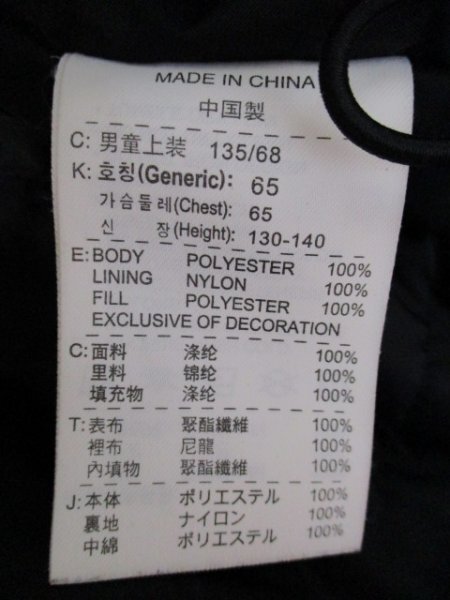 MADE IN CHINA
中国製
C: 男童上装 135/68
K: 호칭(Generic): 65
가슴둘레(Chest): 65
신 장(Height): 130-140
E: BODY POLYESTER 100%
LINING NYLON 100%
FILL POLYESTER 100%
EXCLUSIVE OF DECORATION
C: 面料 涤纶 100%
里料 锦纶 100%
填充物 涤纶 100%
T: 表布 聚酯纖維 100%
裡布 尼龍 100%
內填物 聚酯纖維 100%
J: 本体 ポリエステル 100%
裏地 ナイロン 100%
中綿 ポリエステル 100%